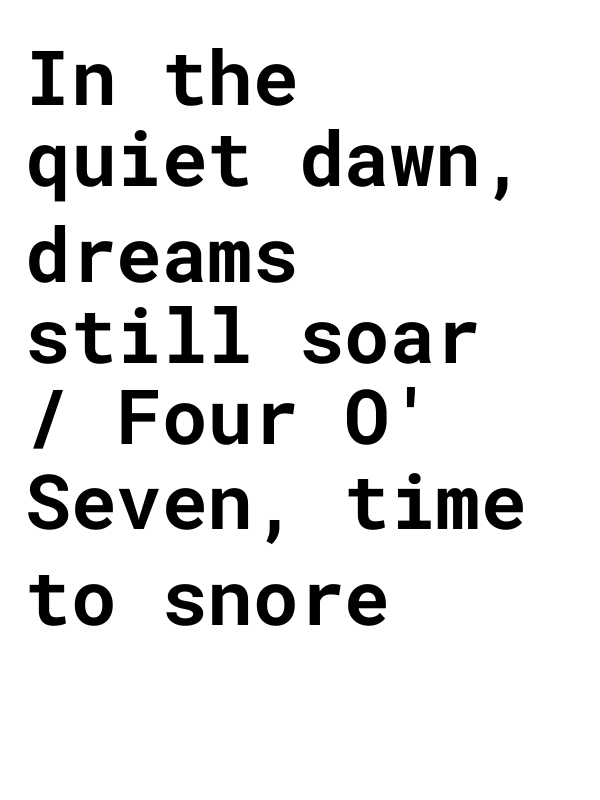 In the
quiet dawn,
dreams
still soar
/ Four O'
Seven, time
to snore